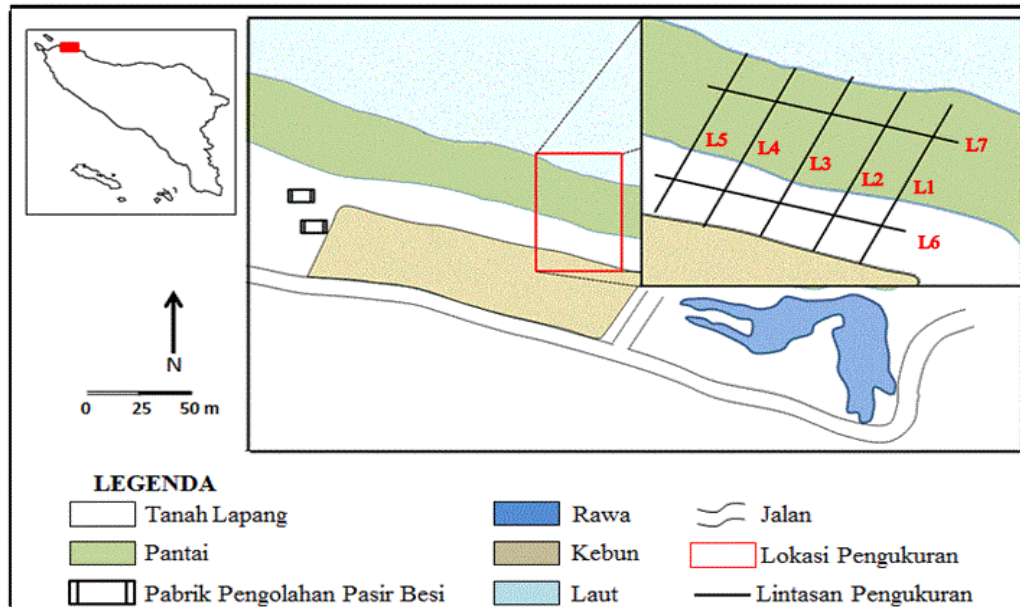 L5
L4
L3
L2
L1
L7
L6
N
0 25 50 m
LEGENDA
Tanah Lapang
Rawa
Jalan
Pantai
Kebun
Lokasi Pengukuran
Pabrik Pengolahan Pasir Besi
Laut
Lintasan Pengukuran